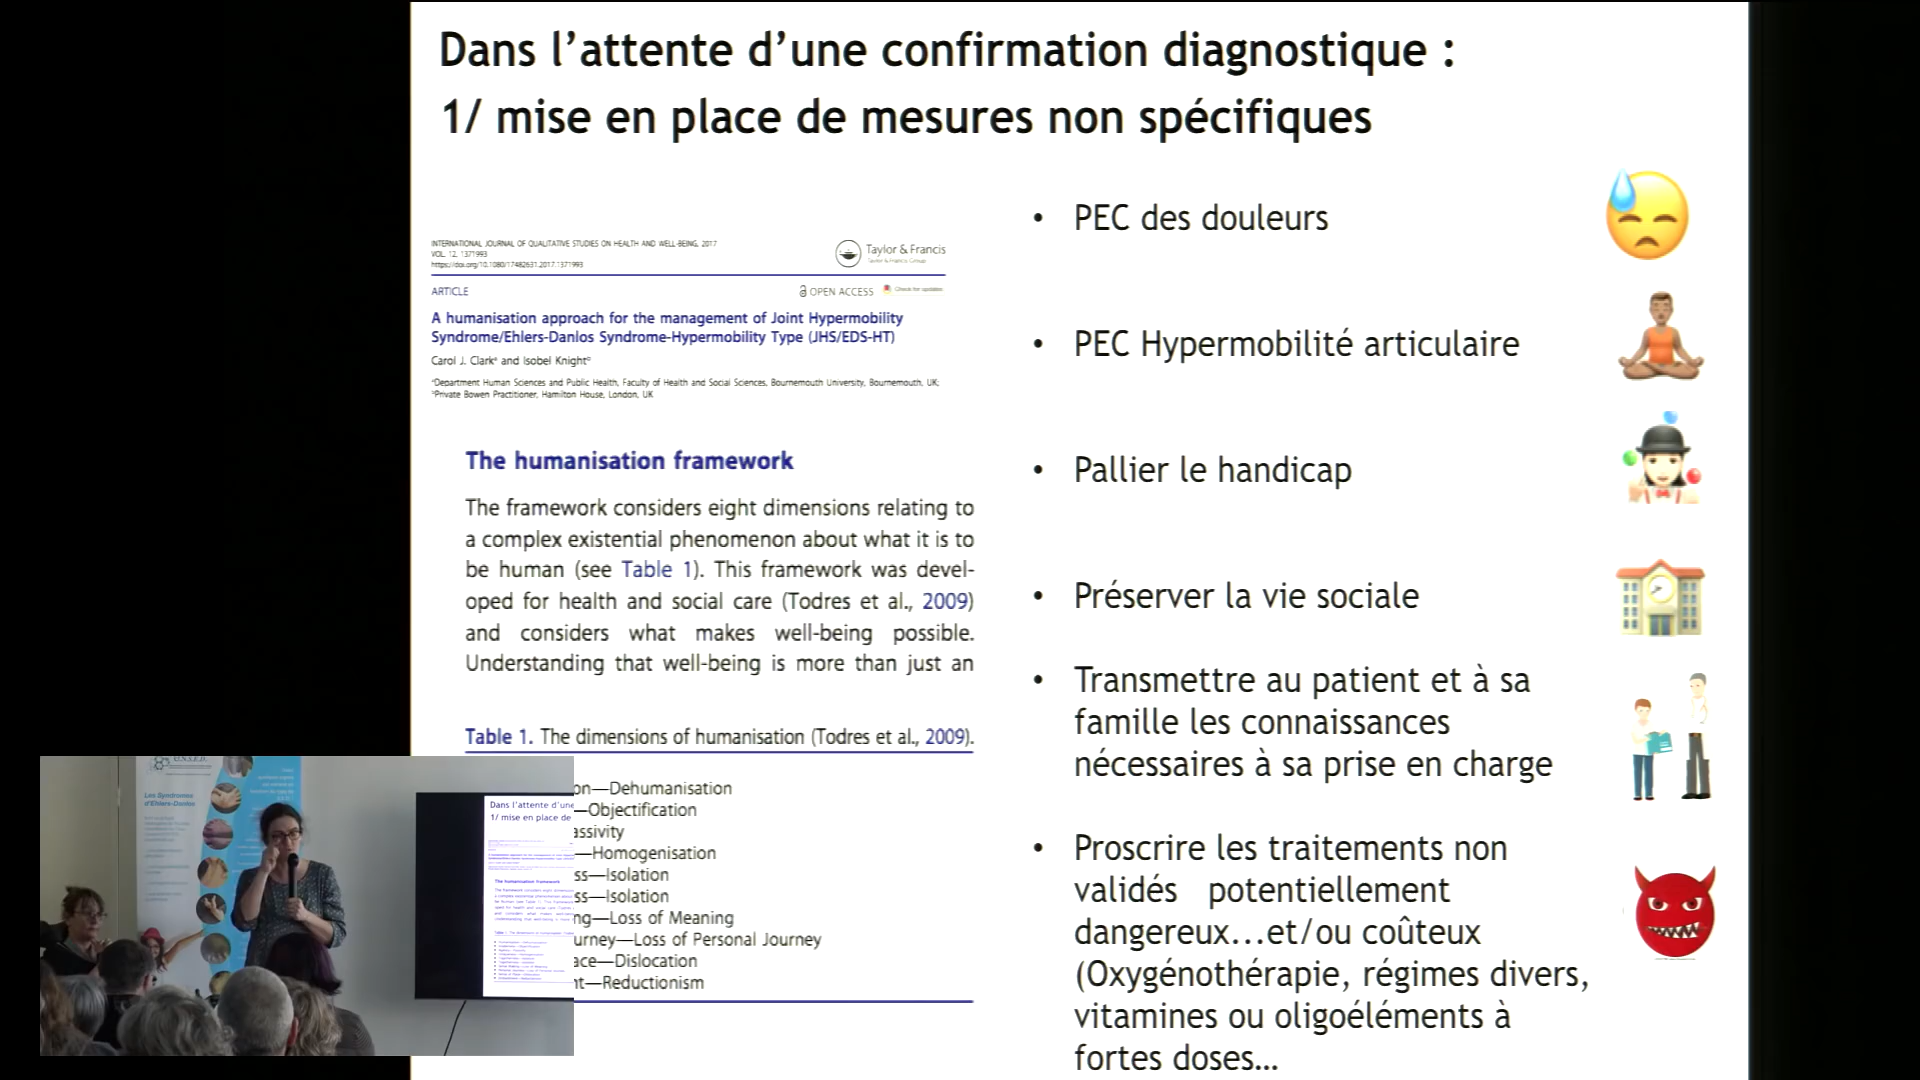 Dans l’attente d’une confirmation diagnostique :
1/ mise en place de mesures non spécifiques
INTERNATIONAL JOURNAL OF QUALITATIVE STUDIES ON HEALTH AND WELL-BEING, 2017
VOL. 12, 1371993
https://doi.org/10.1080/17482631.2017.1371993
Taylor & Francis
Taylor & Francis Group
ARTICLE
OPEN ACCESS
Check for updates
A humanisation approach for the management of Joint Hypermobility
Syndrome/Ehlers-Danlos Syndrome-Hypermobility Type (JHS/EDS-HT)
Carol J. Clarkᵃ and Isobel Knightᵇ
ᵃDepartment Human Sciences and Public Health, Faculty of Health and Social Sciences, Bournemouth University, Bournemouth, UK;
ᵇPrivate Bowen Practitioner, Hamilton House, London, UK
The humanisation framework
The framework considers eight dimensions relating to
a complex existential phenomenon about what it is to
be human (see Table 1). This framework was devel-
oped for health and social care (Todres et al., 2009)
and considers what makes well-being possible.
Understanding that well-being is more than just an
Table 1. The dimensions of humanisation (Todres et al., 2009).
on—Dehumanisation
—Objectification
assivity
—Homogenisation
ss—Isolation
ss—Isolation
ng—Loss of Meaning
urney—Loss of Personal Journey
ace—Dislocation
nt—Reductionism
• PEC des douleurs
• PEC Hypermobilité articulaire
• Pallier le handicap
• Préserver la vie sociale
• Transmettre au patient et à sa
famille les connaissances
nécessaires à sa prise en charge
• Proscrire les traitements non
validés potentiellement
dangereux...et/ou coûteux
(Oxygénothérapie, régimes divers,
vitamines ou oligoéléments à
fortes doses…
Les Syndromes
d'Ehlers-Danlos
Dans l'attente d'une
1/ mise en place de
The humanisation framework